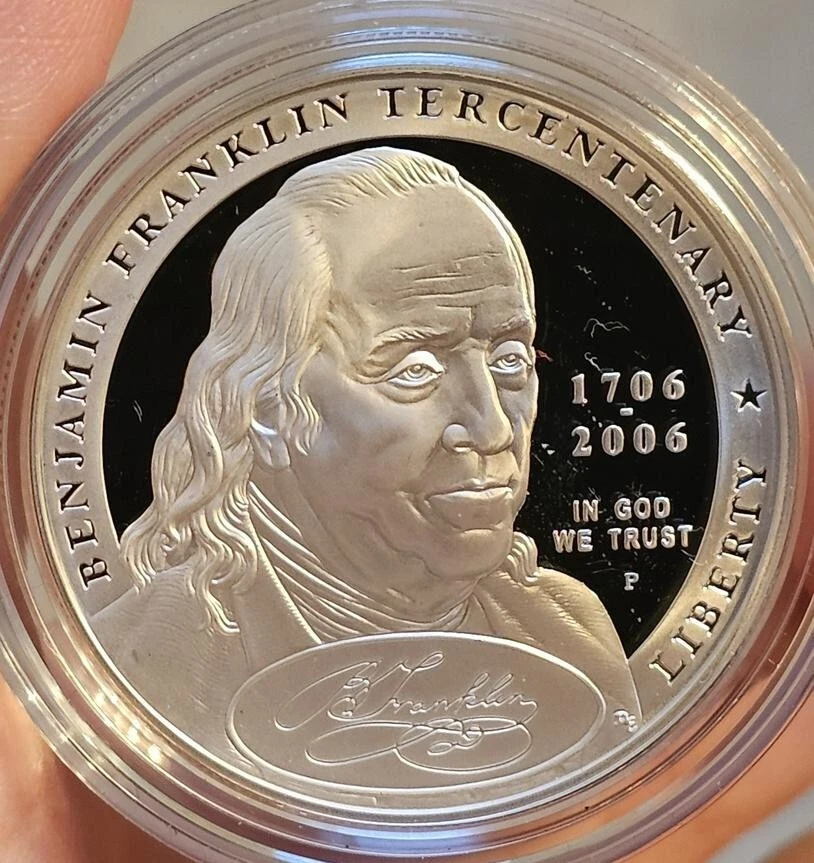 BENJAMIN FRANKLIN TERCENTENARY ★ LIBERTY
1706
-
2006
IN GOD
WE TRUST
P
B Franklin